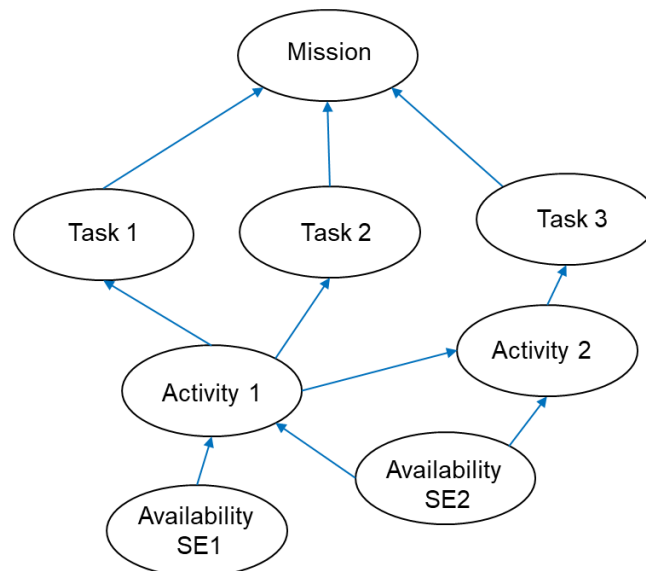 Mission
Task 1
Task 2
Task 3
Activity 1
Activity 2
Availability
SE1
Availability
SE2